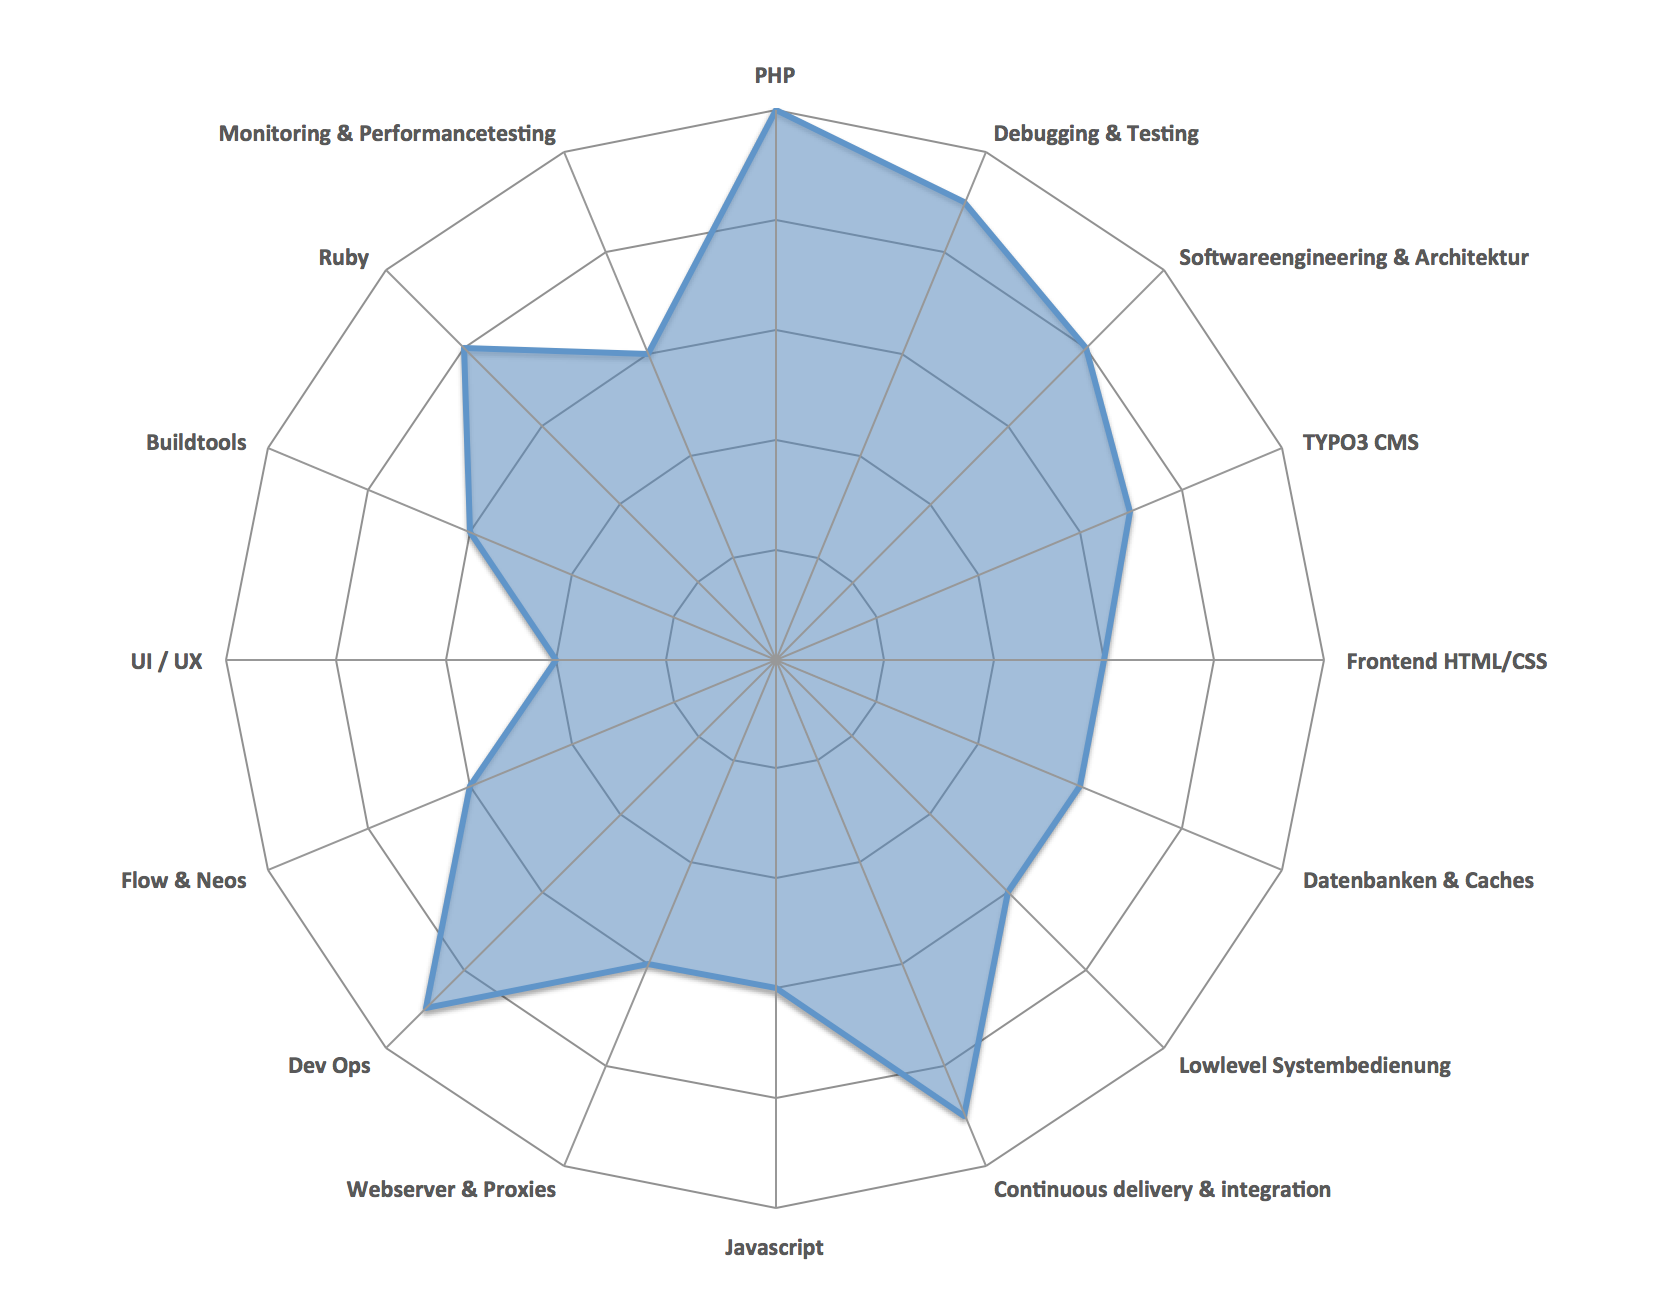 PHP
Monitoring & Performancetesting
Debugging & Testing
Ruby
Softwareengineering & Architektur
Buildtools
TYPO3 CMS
UI / UX
Frontend HTML/CSS
Flow & Neos
Datenbanken & Caches
Dev Ops
Lowlevel Systembedienung
Webserver & Proxies
Continuous delivery & integration
Javascript